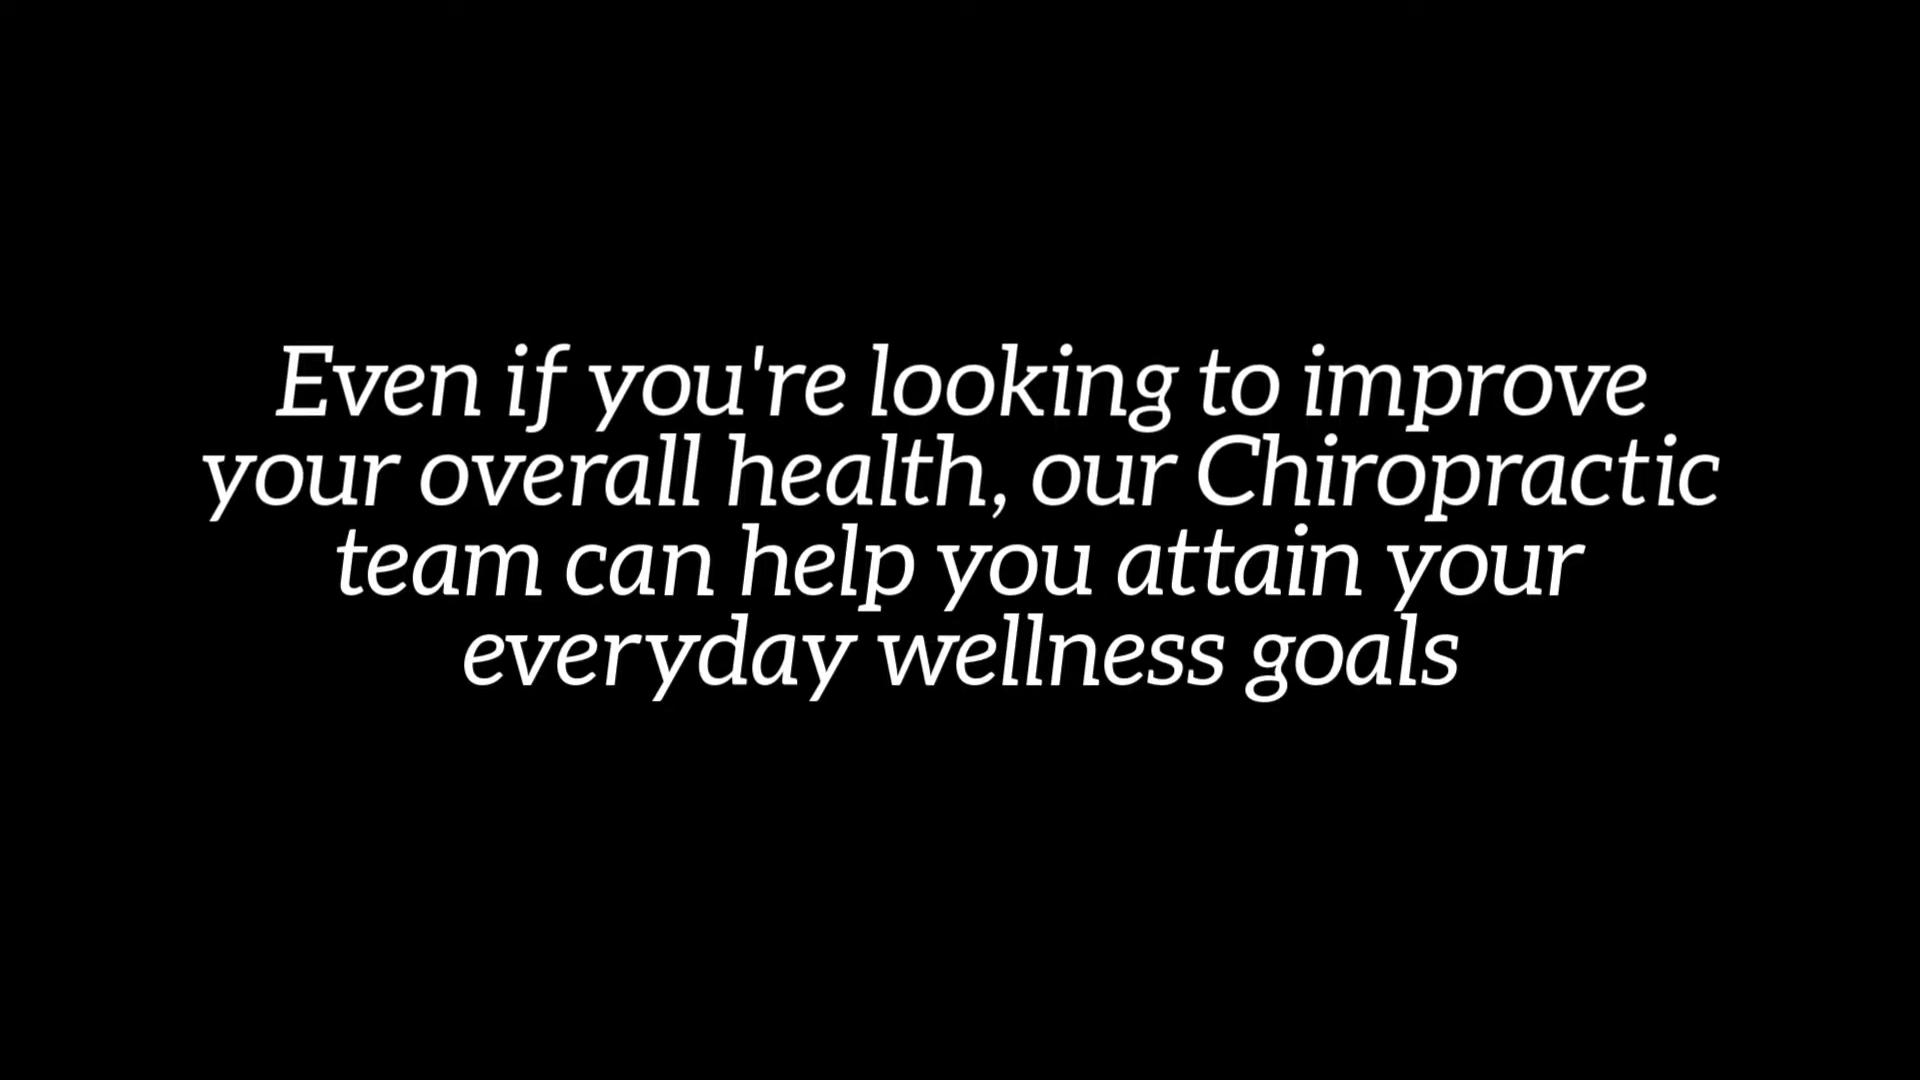 Even if you're looking to improve
your overall health, our Chiropractic
team can help you attain your
everyday wellness goals